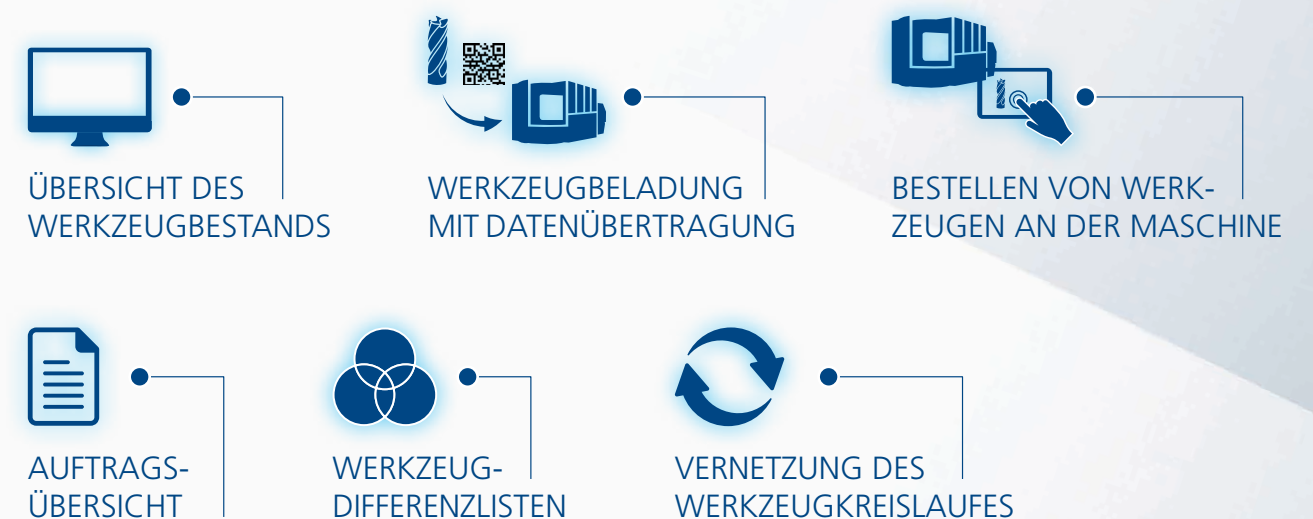 ÜBERSICHT DES
WERKZEUGBESTANDS
WERKZEUGBELADUNG
MIT DATENÜBERTRAGUNG
BESTELLEN VON WERK-
ZEUGEN AN DER MASCHINE
AUFTRAGS-
ÜBERSICHT
WERKZEUG-
DIFFERENZLISTEN
VERNETZUNG DES
WERKZEUGKREISLAUFES